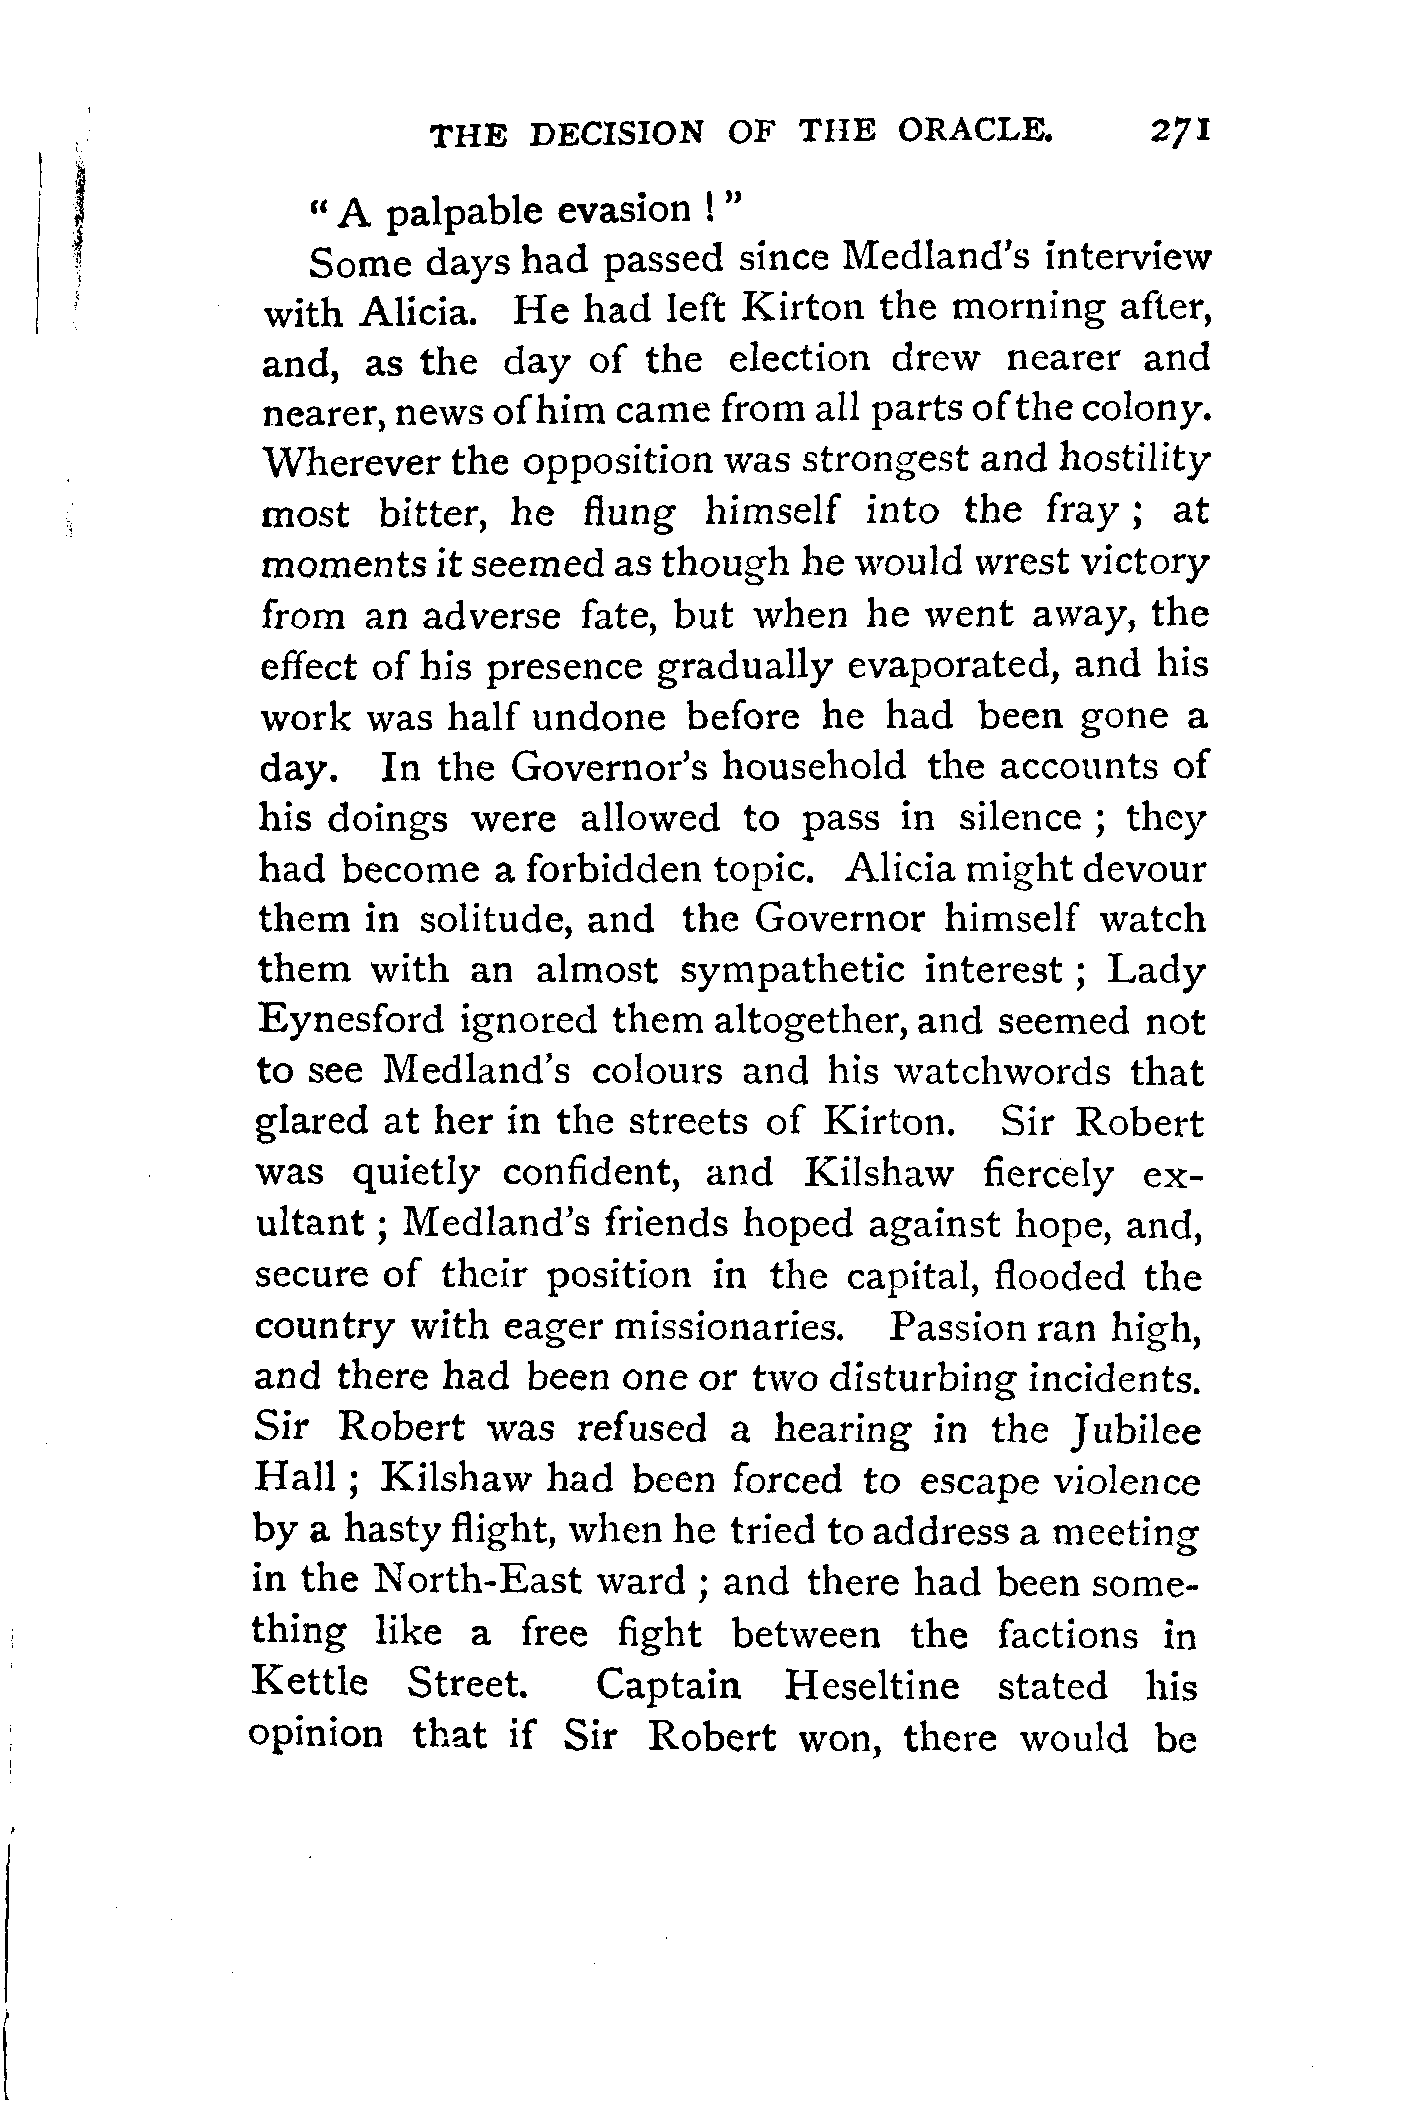 THE DECISION OF THE ORACLE. 271
“ A palpable evasion ! ”
Some days had passed since Medland's interview
with Alicia. He had left Kirton the morning after,
and, as the day of the election drew nearer and
nearer, news of him came from all parts of the colony.
Wherever the opposition was strongest and hostility
most bitter, he flung himself into the fray ; at
moments it seemed as though he would wrest victory
from an adverse fate, but when he went away, the
effect of his presence gradually evaporated, and his
work was half undone before he had been gone a
day. In the Governor's household the accounts of
his doings were allowed to pass in silence ; they
had become a forbidden topic. Alicia might devour
them in solitude, and the Governor himself watch
them with an almost sympathetic interest ; Lady
Eynesford ignored them altogether, and seemed not
to see Medland's colours and his watchwords that
glared at her in the streets of Kirton. Sir Robert
was quietly confident, and Kilshaw fiercely ex-
ultant ; Medland's friends hoped against hope, and,
secure of their position in the capital, flooded the
country with eager missionaries. Passion ran high,
and there had been one or two disturbing incidents.
Sir Robert was refused a hearing in the Jubilee
Hall ; Kilshaw had been forced to escape violence
by a hasty flight, when he tried to address a meeting
in the North-East ward ; and there had been some-
thing like a free fight between the factions in
Kettle Street. Captain Heseltine stated his
opinion that if Sir Robert won, there would be